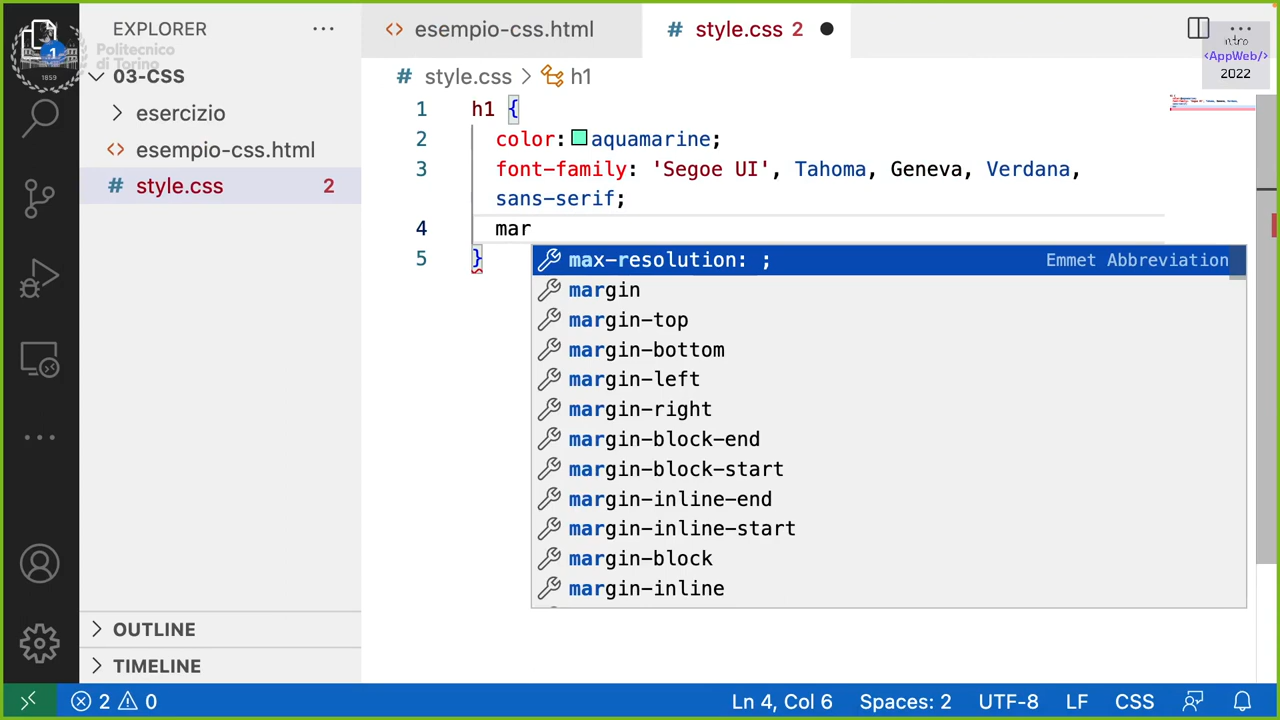 EXPLORER
esempio-css.html
style.css 2
Politecnico
di Torino
1859
1
ntro
<AppWeb/>
2022
03-CSS
style.css > h1
esercizio
esempio-css.html
style.css 2
1 h1 {
2 color: aquamarine;
3 font-family: 'Segoe UI', Tahoma, Geneva, Verdana,
sans-serif;
4 mar
5 }
max-resolution: ; Emmet Abbreviation
margin
margin-top
margin-bottom
margin-left
margin-right
margin-block-end
margin-block-start
margin-inline-end
margin-inline-start
margin-block
margin-inline
OUTLINE
TIMELINE
2 0 Ln 4, Col 6 Spaces: 2 UTF-8 LF CSS